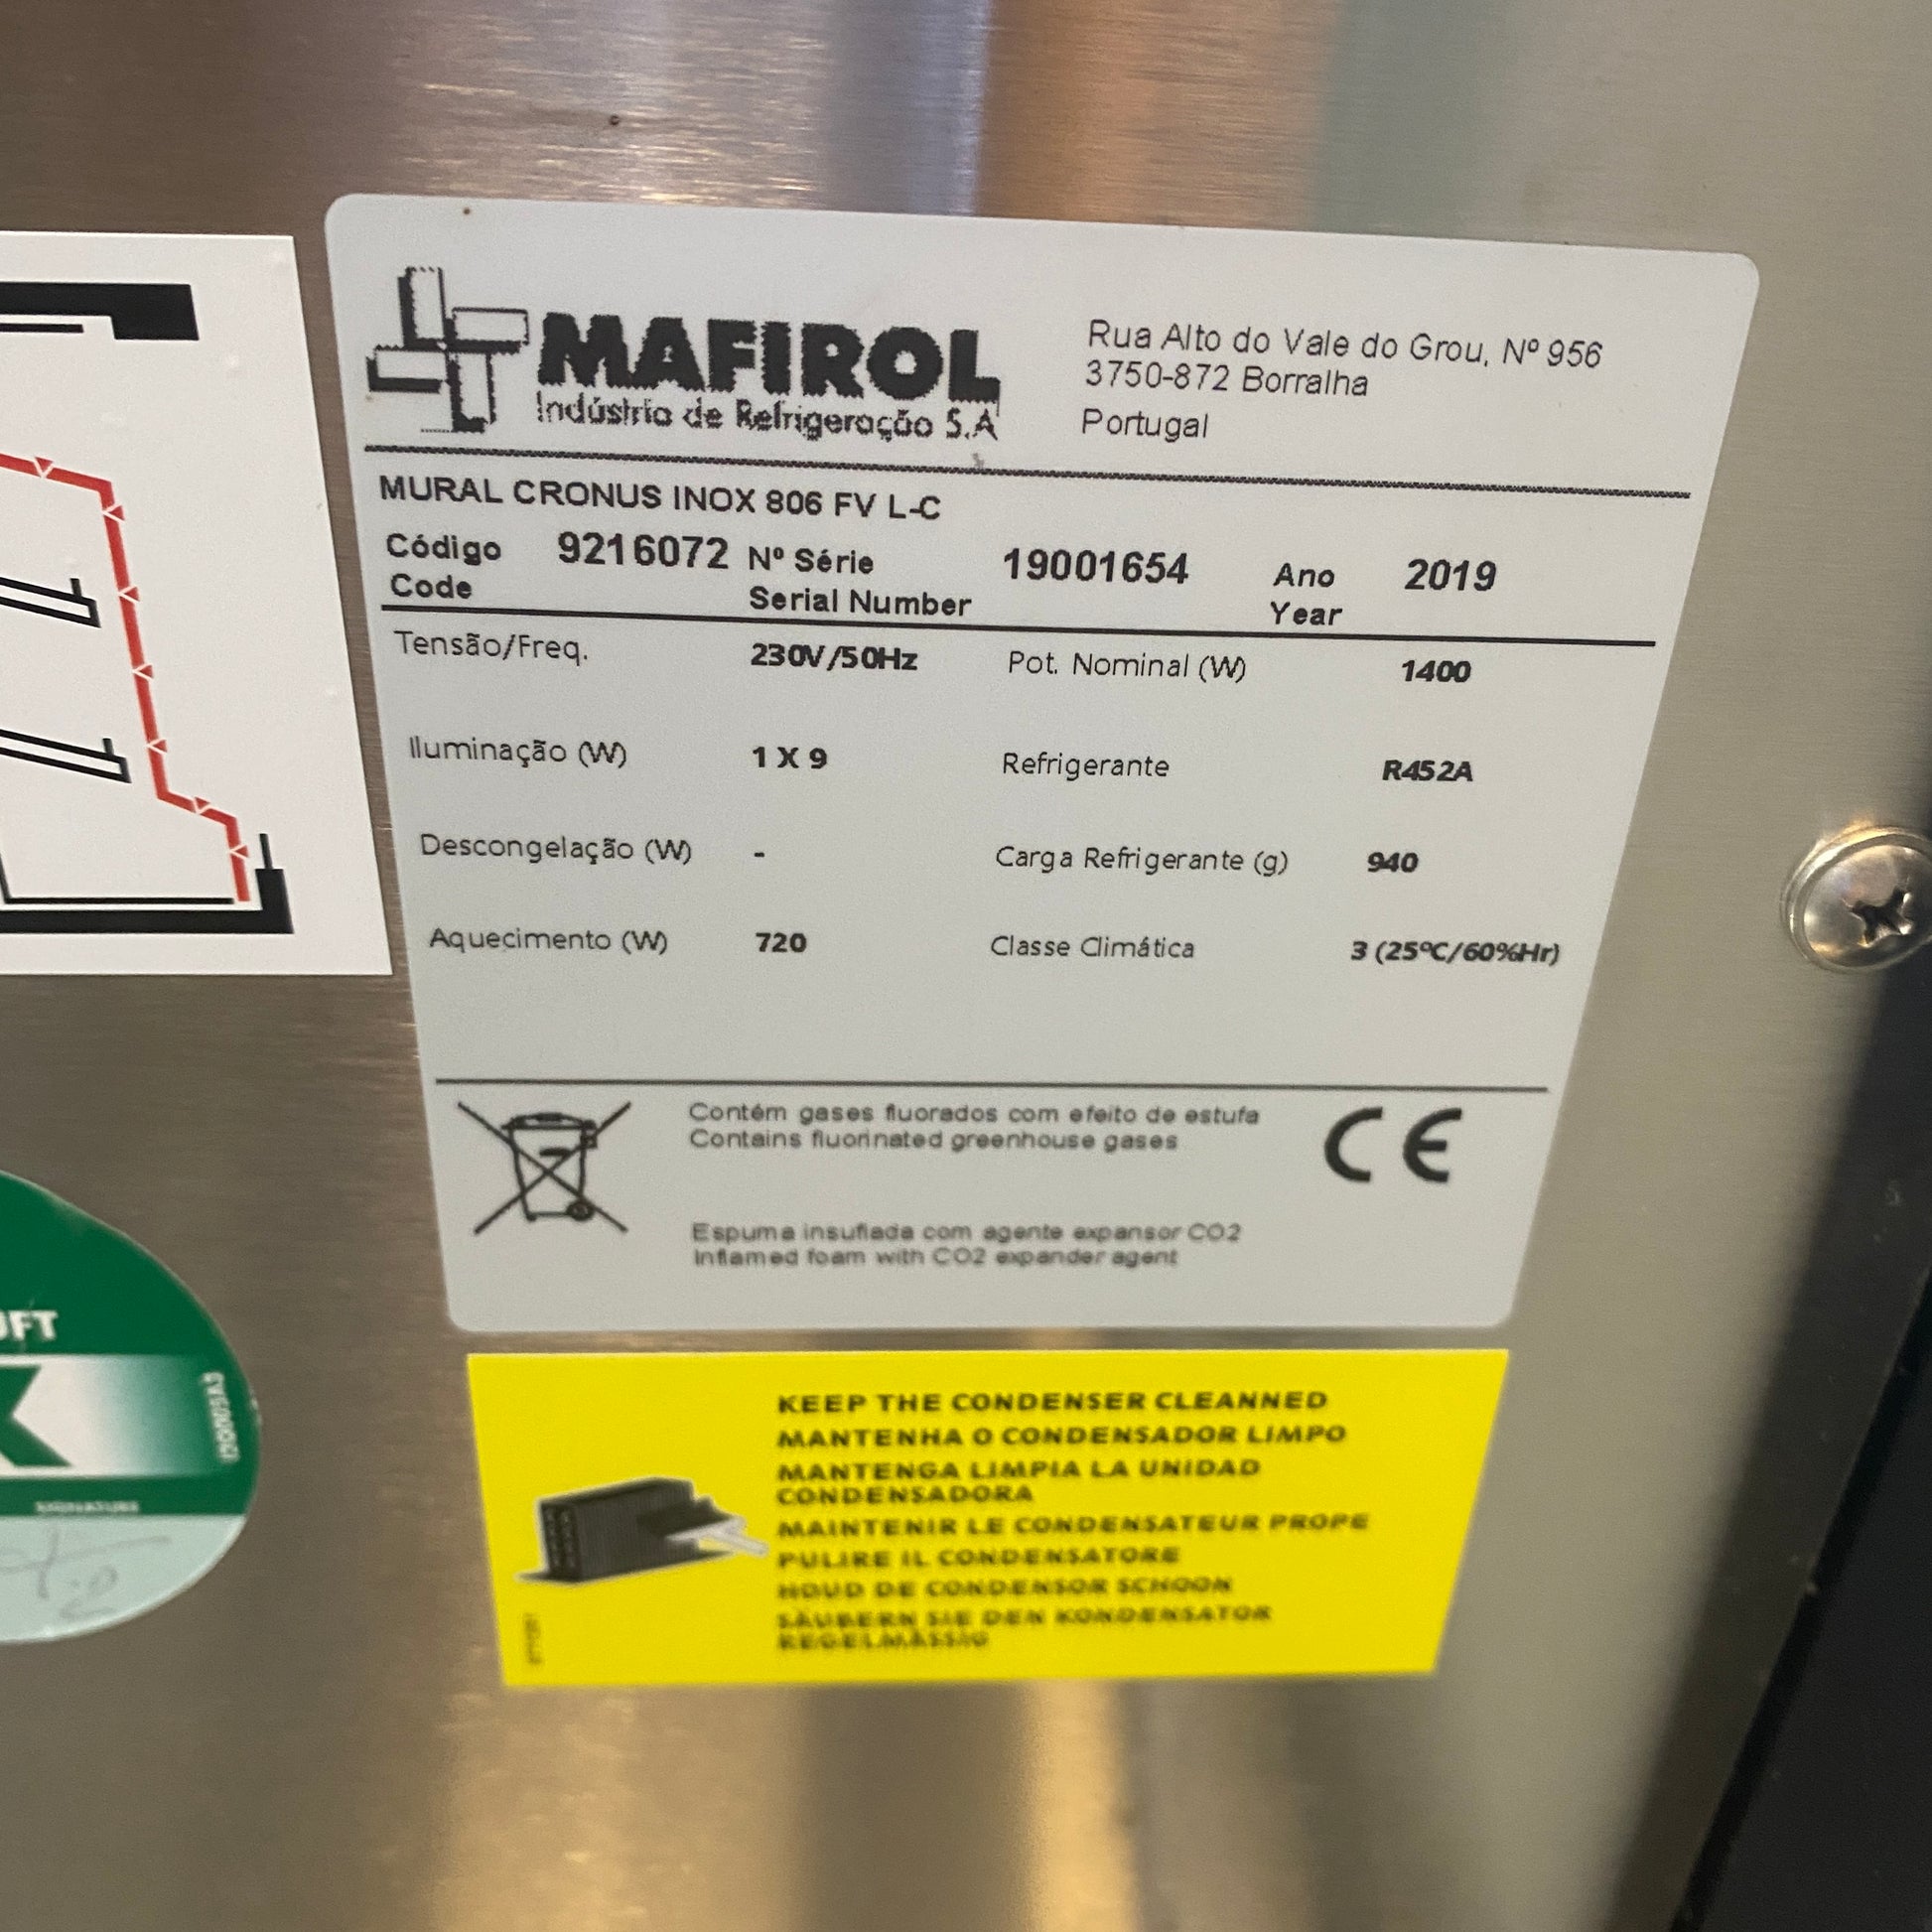 MAFIROL
Indústria de Refrigeração S.A
Rua Alto do Vale do Grou, Nº 956
3750-872 Borralha
Portugal
MURAL CRONUS INOX 806 FV L-C
Código 9216072 Nº Série 19001654 Ano 2019
Code Serial Number Year
Tensão/Freq. 230V/50Hz Pot. Nominal (W) 1400
Iluminação (W) 1 X 9 Refrigerante R452A
Descongelação (W) - Carga Refrigerante (g) 940
Aquecimento (W) 720 Classe Climática 3 (25ºC/60%Hr)
Contém gases fluorados com efeito de estufa
Contains fluorinated greenhouse gases
CE
Espuma insuflada com agente expansor CO2
Inflamed foam with CO2 expander agent
KEEP THE CONDENSER CLEANNED
MANTENHA O CONDENSADOR LIMPO
MANTENGA LIMPIA LA UNIDAD
CONDENSADORA
MAINTENIR LE CONDENSATEUR PROPE
PULIRE IL CONDENSATORE
HOUD DE CONDENSOR SCHOON
SÄUBERN SIE DEN KONDENSATOR
REGELMÄSSIG
SIGNATURE